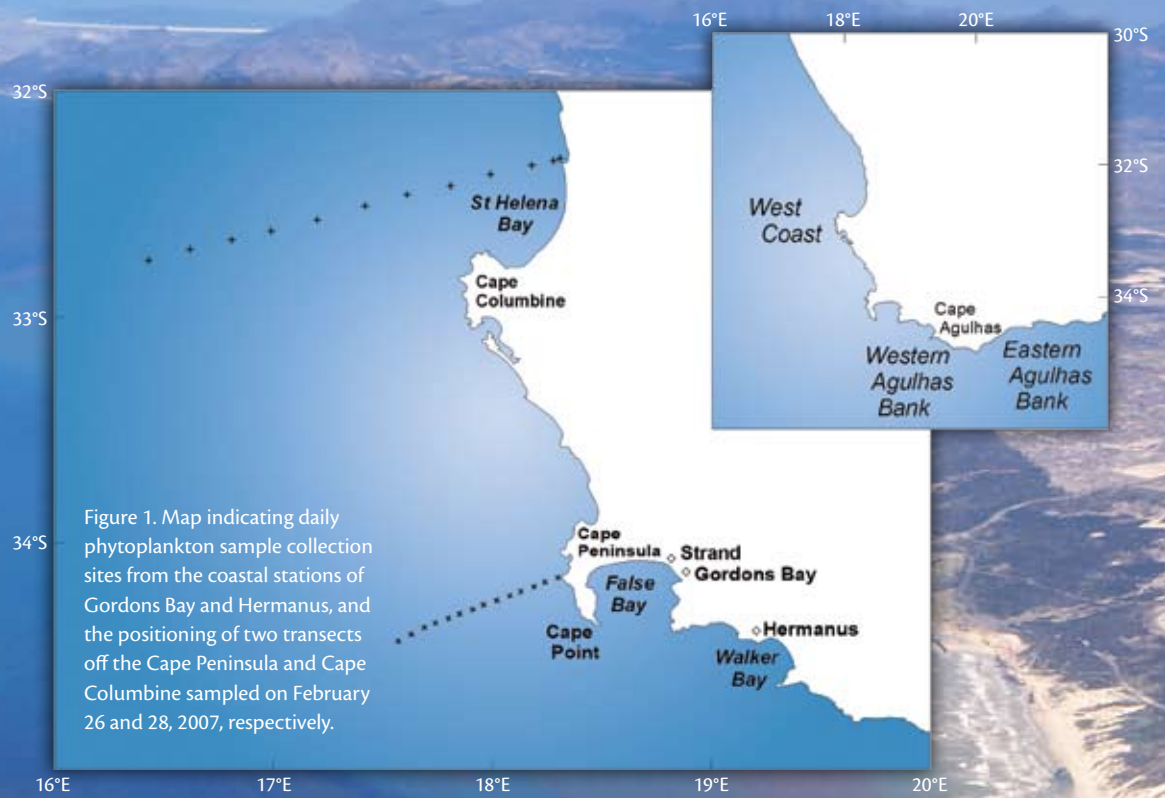 16°E 18°E 20°E
30°S
32°S
32°S
St Helena
Bay
West
Coast
Cape
Columbine
34°S
33°S
Cape
Agulhas
Western
Agulhas
Bank
Eastern
Agulhas
Bank
Figure 1. Map indicating daily
phytoplankton sample collection
sites from the coastal stations of
Gordons Bay and Hermanus, and
the positioning of two transects
off the Cape Peninsula and Cape
Columbine sampled on February
26 and 28, 2007, respectively.
34°S
Cape
Peninsula
Strand
Gordons Bay
False
Bay
Cape
Point
Hermanus
Walker
Bay
16°E 17°E 18°E 19°E 20°E